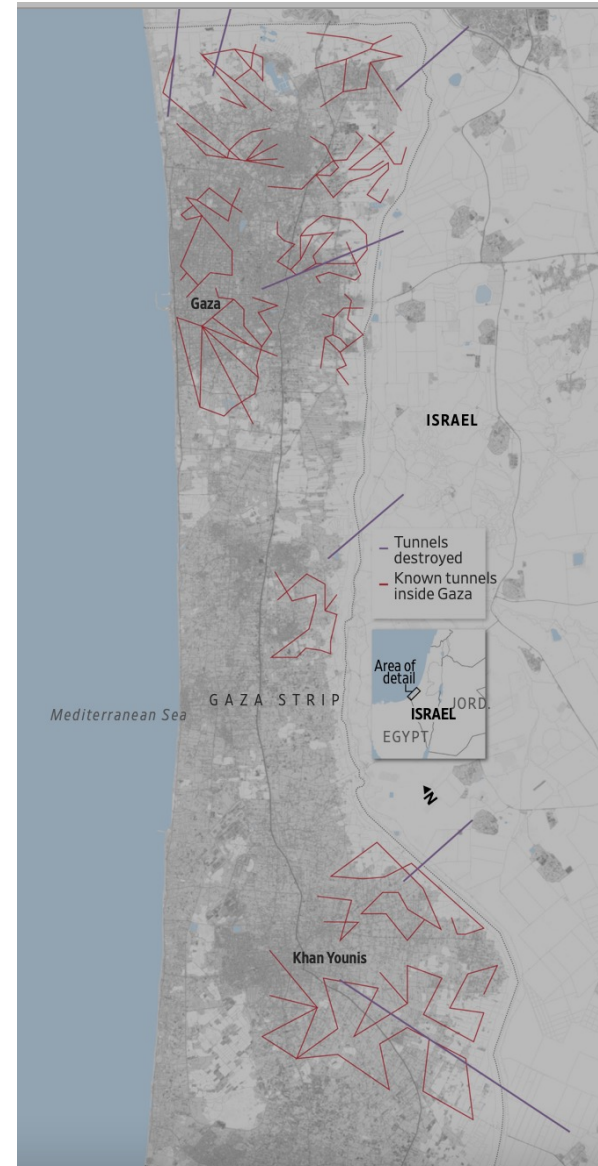 Gaza
ISRAEL
Tunnels
destroyed
Known tunnels
inside Gaza
Area of
detail
ISRAEL
JORD.
EGYPT
GAZA STRIP
Mediterranean Sea
N
Khan Younis